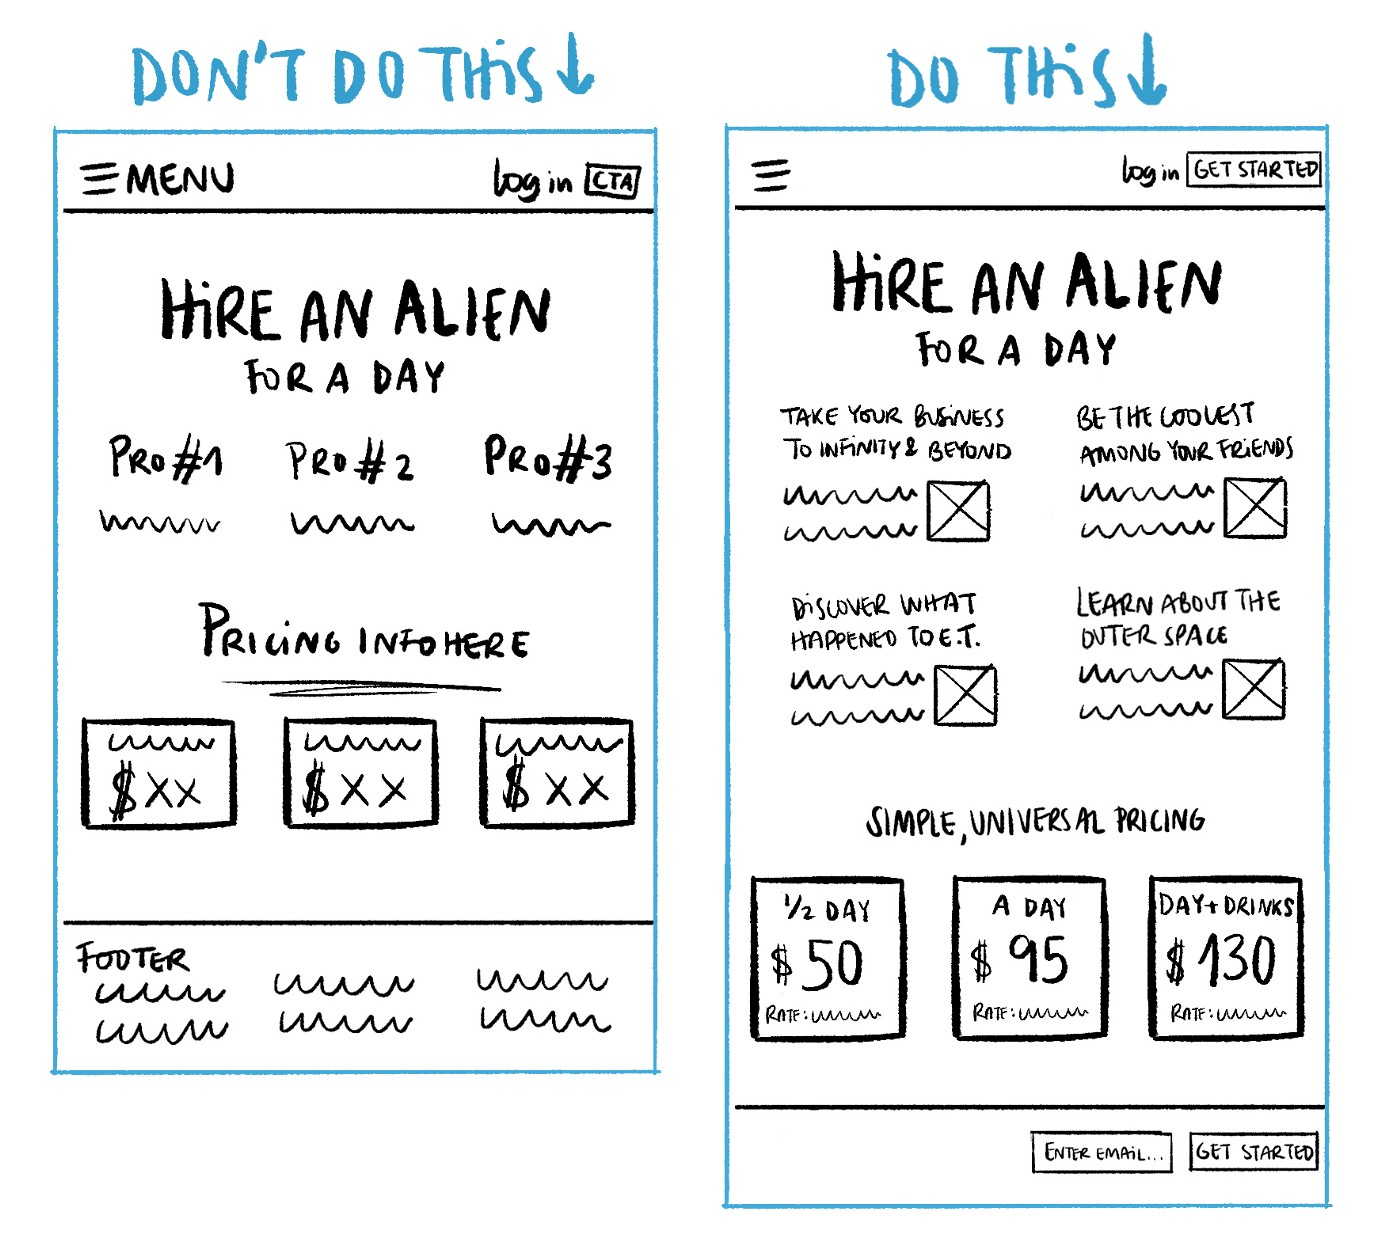 DON'T DO THIS
MENU
log in
CTA
HIRE AN ALIEN
FOR A DAY
PRO #1
PRO #2
PRO #3
PRICING INFO HERE
$XX
$XX
$XX
FOOTER
DO THIS
log in
GET STARTED
HIRE AN ALIEN
FOR A DAY
TAKE YOUR BUSINESS
TO INFINITY & BEYOND
BE THE COOLEST
AMONG YOUR FRIENDS
DISCOVER WHAT
HAPPENED TO E.T.
LEARN ABOUT THE
OUTER SPACE
SIMPLE, UNIVERSAL PRICING
1/2 DAY
$50
RATE:
A DAY
$95
RATE:
DAY + DRINKS
$130
RATE:
ENTER EMAIL...
GET STARTED